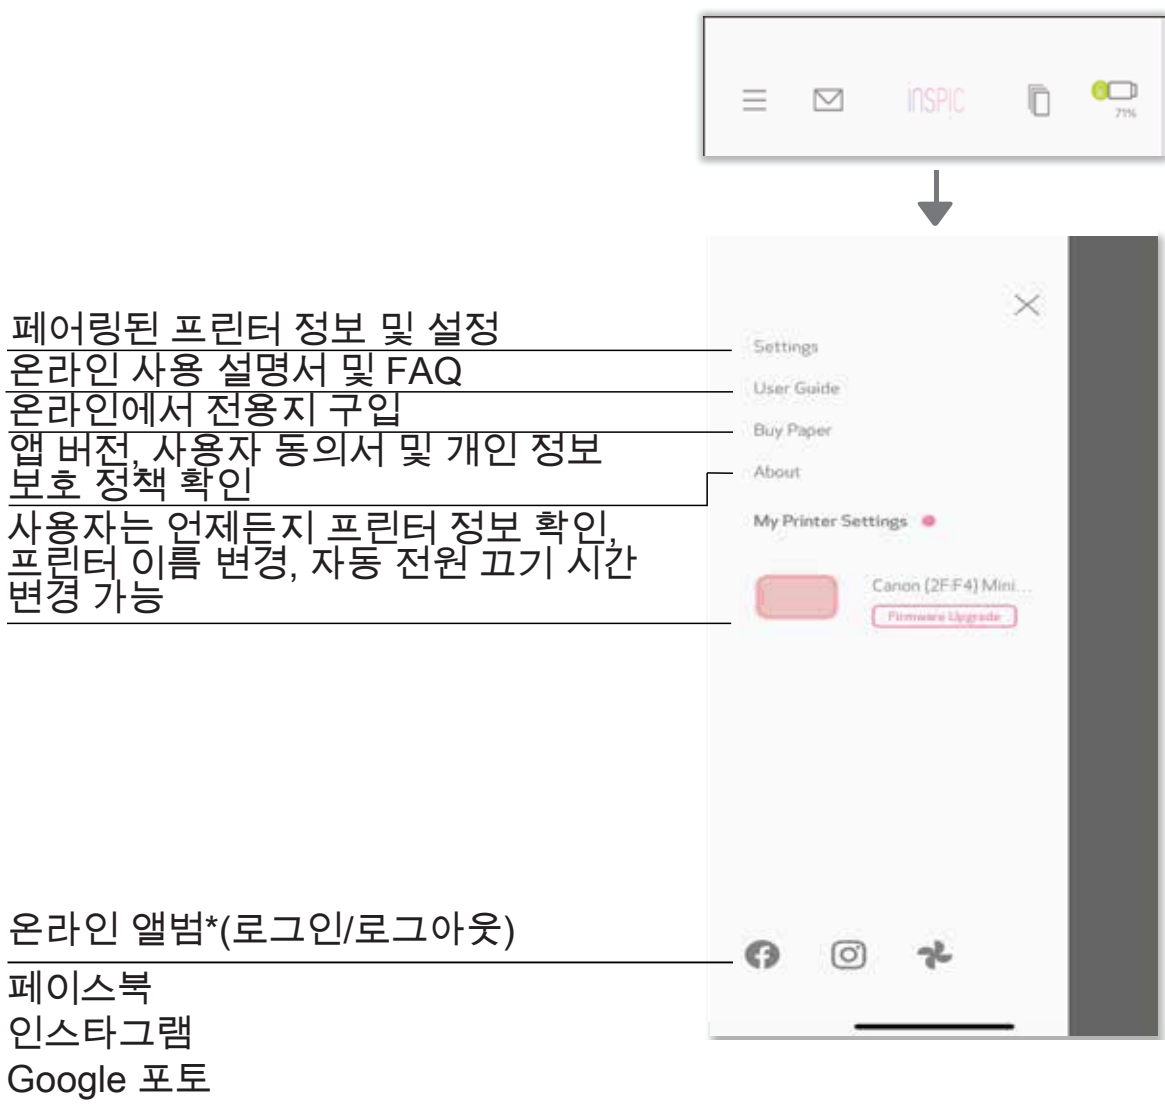 inspic
71%
페어링된 프린터 정보 및 설정
Settings
온라인 사용 설명서 및 FAQ
User Guide
온라인에서 전용지 구입
Buy Paper
앱 버전, 사용자 동의서 및 개인 정보
보호 정책 확인
About
사용자는 언제든지 프린터 정보 확인,
프린터 이름 변경, 자동 전원 끄기 시간
변경 가능
My Printer Settings
Canon (2F:F4) Mini...
Firmware Upgrade
온라인 앨범*(로그인/로그아웃)
페이스북
인스타그램
Google 포토